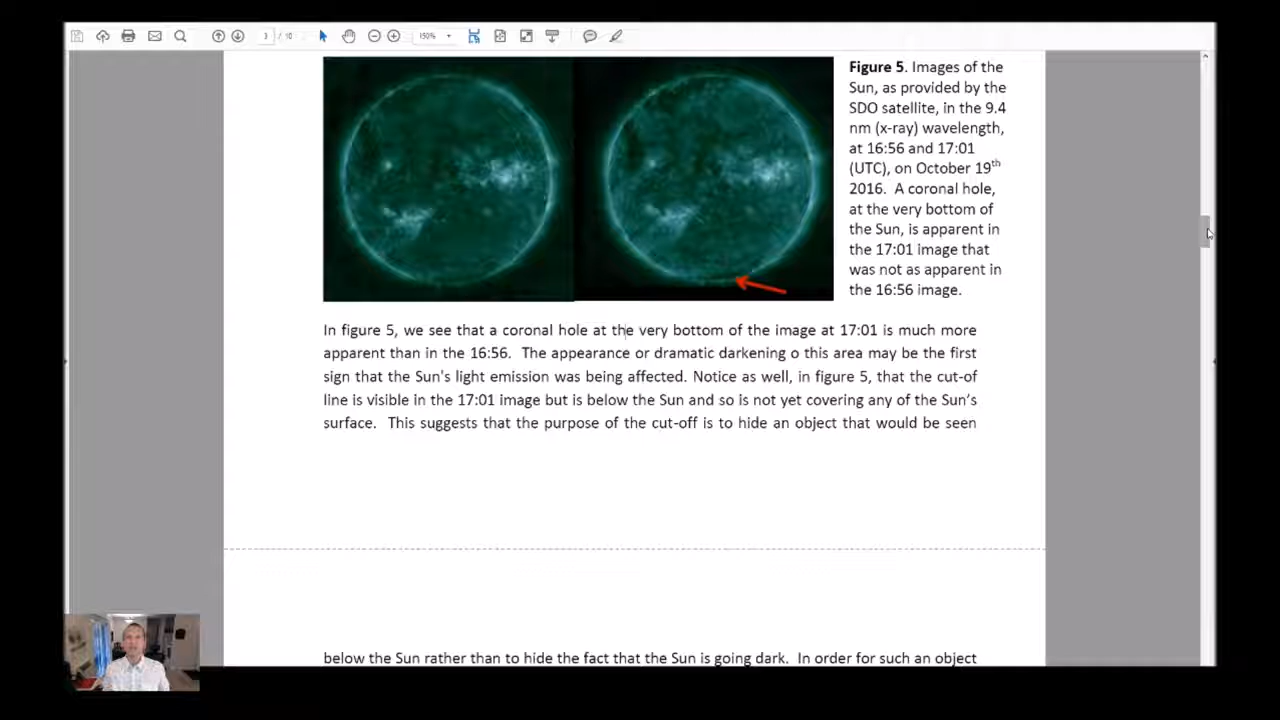 3 / 10
150%
Figure 5. Images of the
Sun, as provided by the
SDO satellite, in the 9.4
nm (x-ray) wavelength,
at 16:56 and 17:01
(UTC), on October 19th
2016. A coronal hole,
at the very bottom of
the Sun, is apparent in
the 17:01 image that
was not as apparent in
the 16:56 image.
In figure 5, we see that a coronal hole at the very bottom of the image at 17:01 is much more
apparent than in the 16:56. The appearance or dramatic darkening o this area may be the first
sign that the Sun's light emission was being affected. Notice as well, in figure 5, that the cut-of
line is visible in the 17:01 image but is below the Sun and so is not yet covering any of the Sun's
surface. This suggests that the purpose of the cut-off is to hide an object that would be seen
below the Sun rather than to hide the fact that the Sun is going dark. In order for such an object